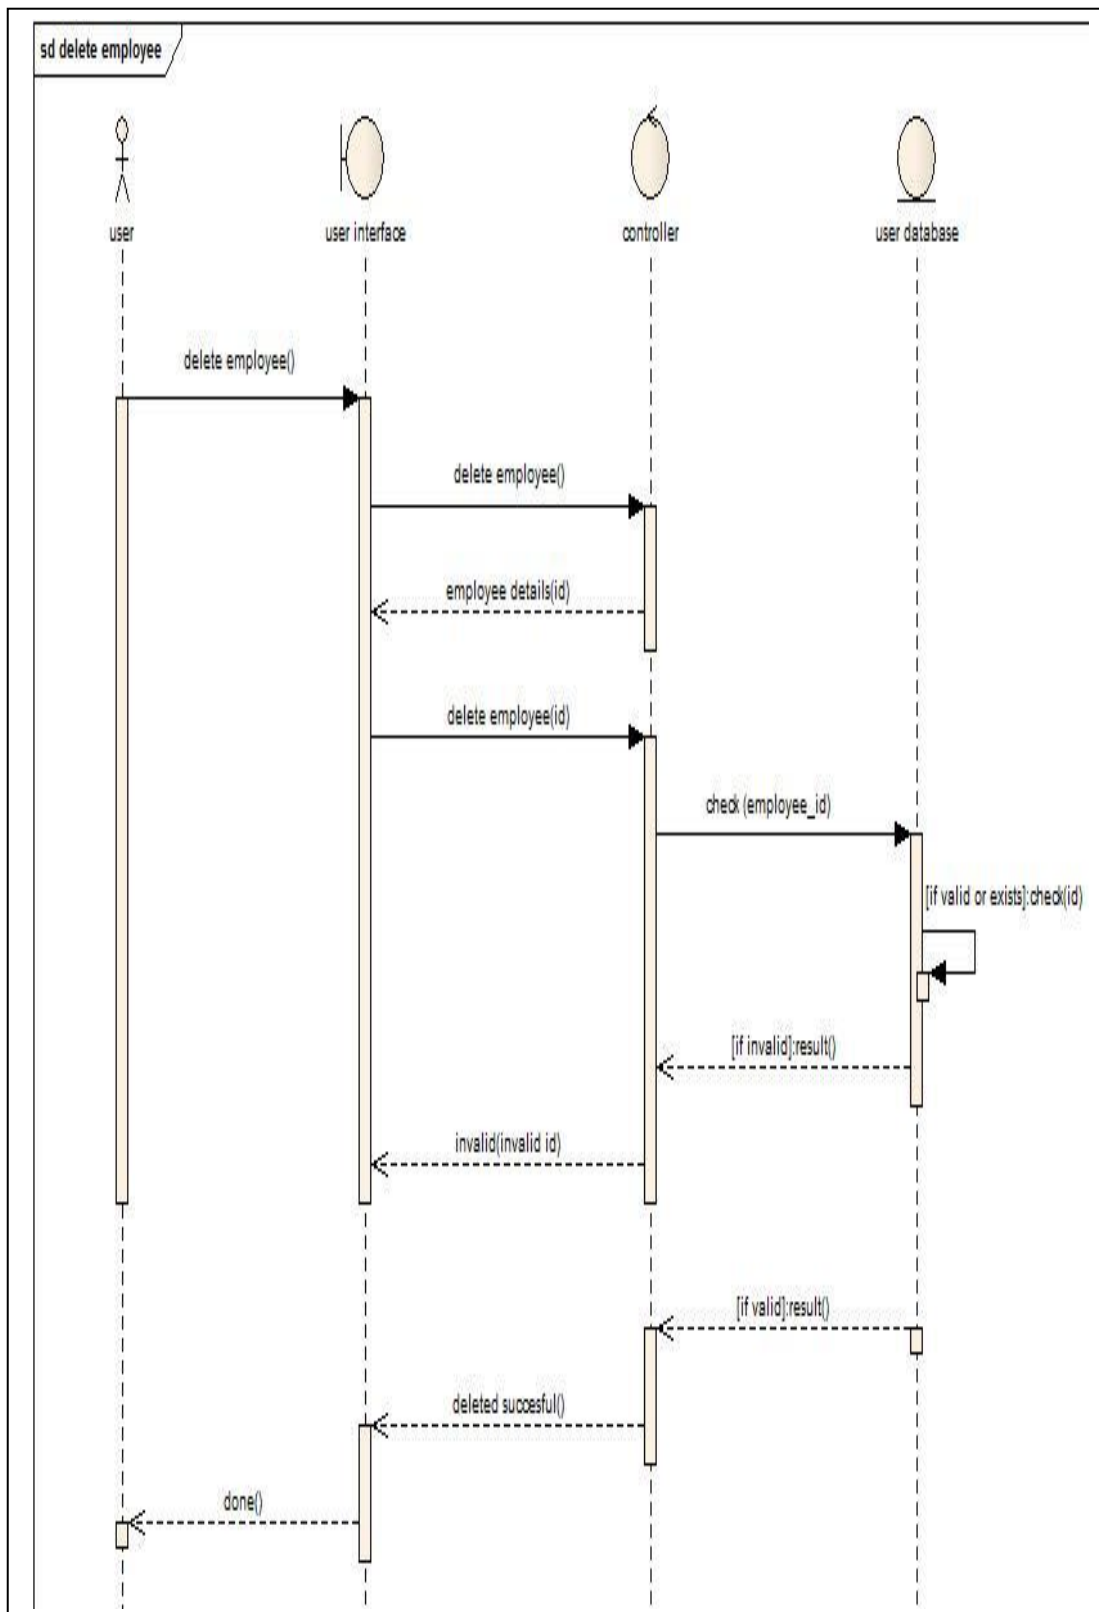 sd delete employee
user
user interface
controller
user database
delete employee()
delete employee()
employee details(id)
delete employee(id)
check (employee_id)
[if valid or exists]:check(id)
[if invalid]:result()
invalid(invalid id)
[if valid]:result()
deleted succesful()
done()